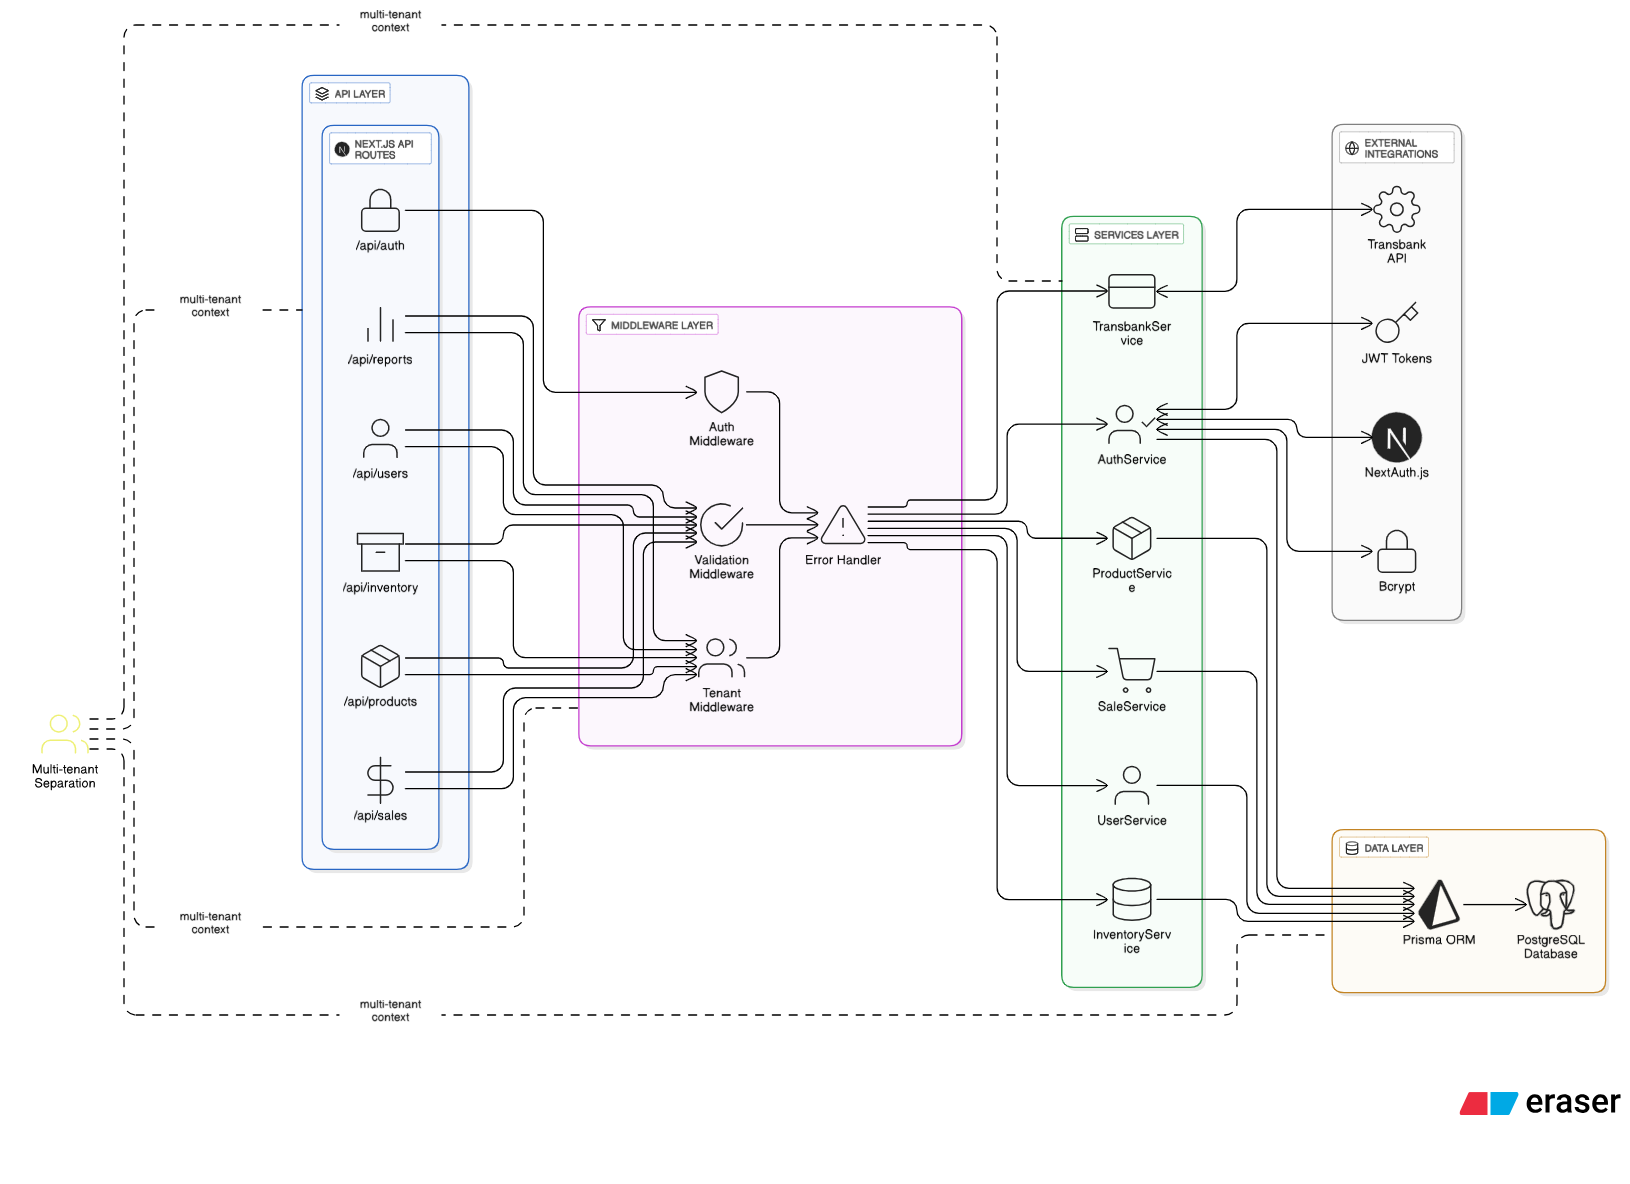 multi-tenant
context
API LAYER
NEXT.JS API
ROUTES
/api/auth
/api/reports
/api/users
/api/inventory
/api/products
/api/sales
multi-tenant
context
Multi-tenant
Separation
multi-tenant
context
multi-tenant
context
MIDDLEWARE LAYER
Auth
Middleware
Validation
Middleware
Error Handler
Tenant
Middleware
SERVICES LAYER
TransbankSer
vice
AuthService
ProductServic
e
SaleService
UserService
InventoryServ
ice
EXTERNAL
INTEGRATIONS
Transbank
API
JWT Tokens
N
NextAuth.js
Bcrypt
DATA LAYER
Prisma ORM
PostgreSQL
Database
eraser